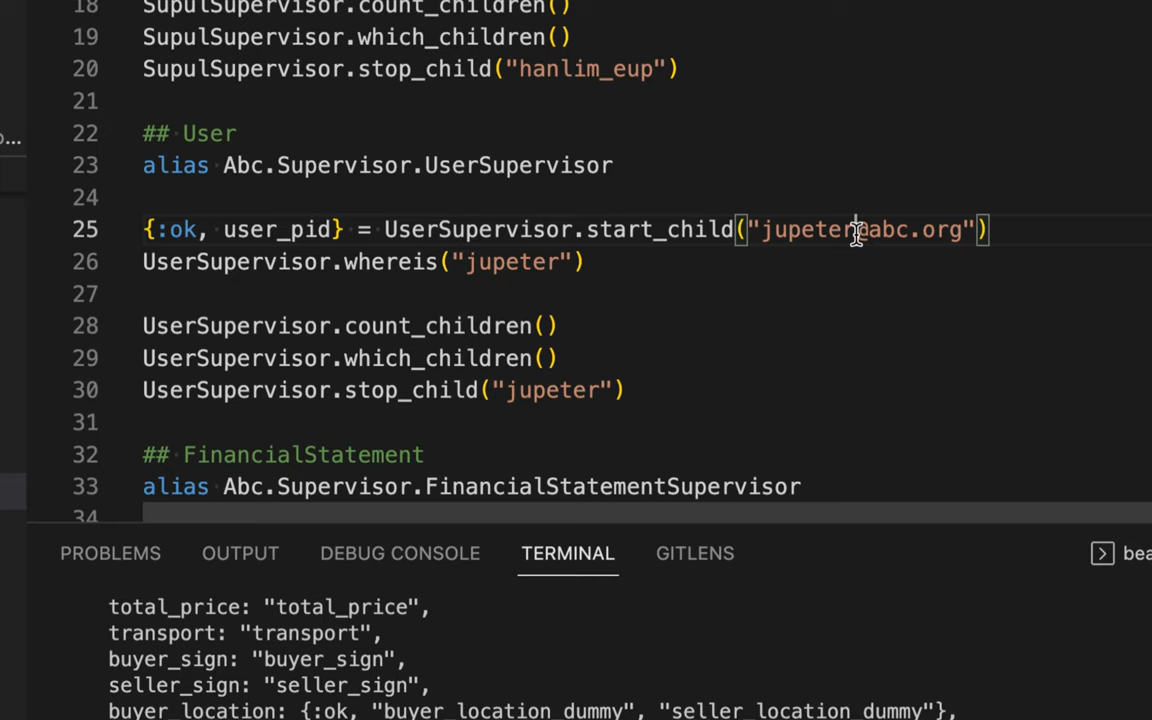 18 SupulSupervisor.count_children()
19 SupulSupervisor.which_children()
20 SupulSupervisor.stop_child("hanlim_eup")
21
22 ## User
23 alias Abc.Supervisor.UserSupervisor
24
25 {:ok, user_pid} = UserSupervisor.start_child("jupeter@abc.org")
26 UserSupervisor.whereis("jupeter")
27
28 UserSupervisor.count_children()
29 UserSupervisor.which_children()
30 UserSupervisor.stop_child("jupeter")
31
32 ## FinancialStatement
33 alias Abc.Supervisor.FinancialStatementSupervisor
34
PROBLEMS OUTPUT DEBUG CONSOLE TERMINAL GITLENS
total_price: "total_price",
transport: "transport",
buyer_sign: "buyer_sign",
seller_sign: "seller_sign",
buyer_location: {:ok, "buyer_location_dummy", "seller_location_dummy"},